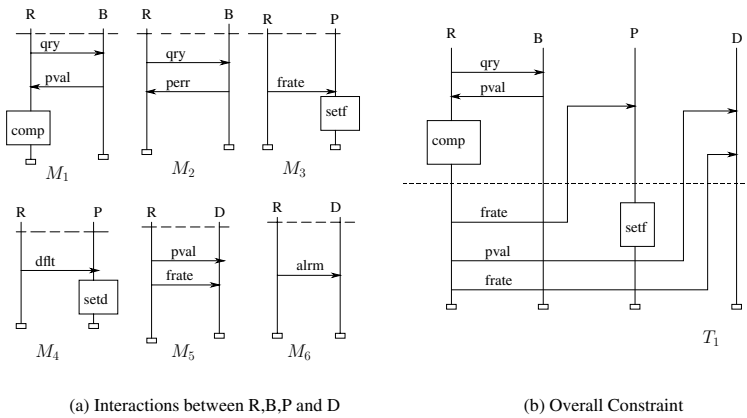 R B
qry
pval
comp
M1
R B
qry
perr
M2
R P
frate
setf
M3
R P
dflt
setd
M4
R D
pval
frate
M5
R D
alrm
M6
(a) Interactions between R,B,P and D
R B P D
qry
pval
comp
frate
setf
pval
frate
T1
(b) Overall Constraint